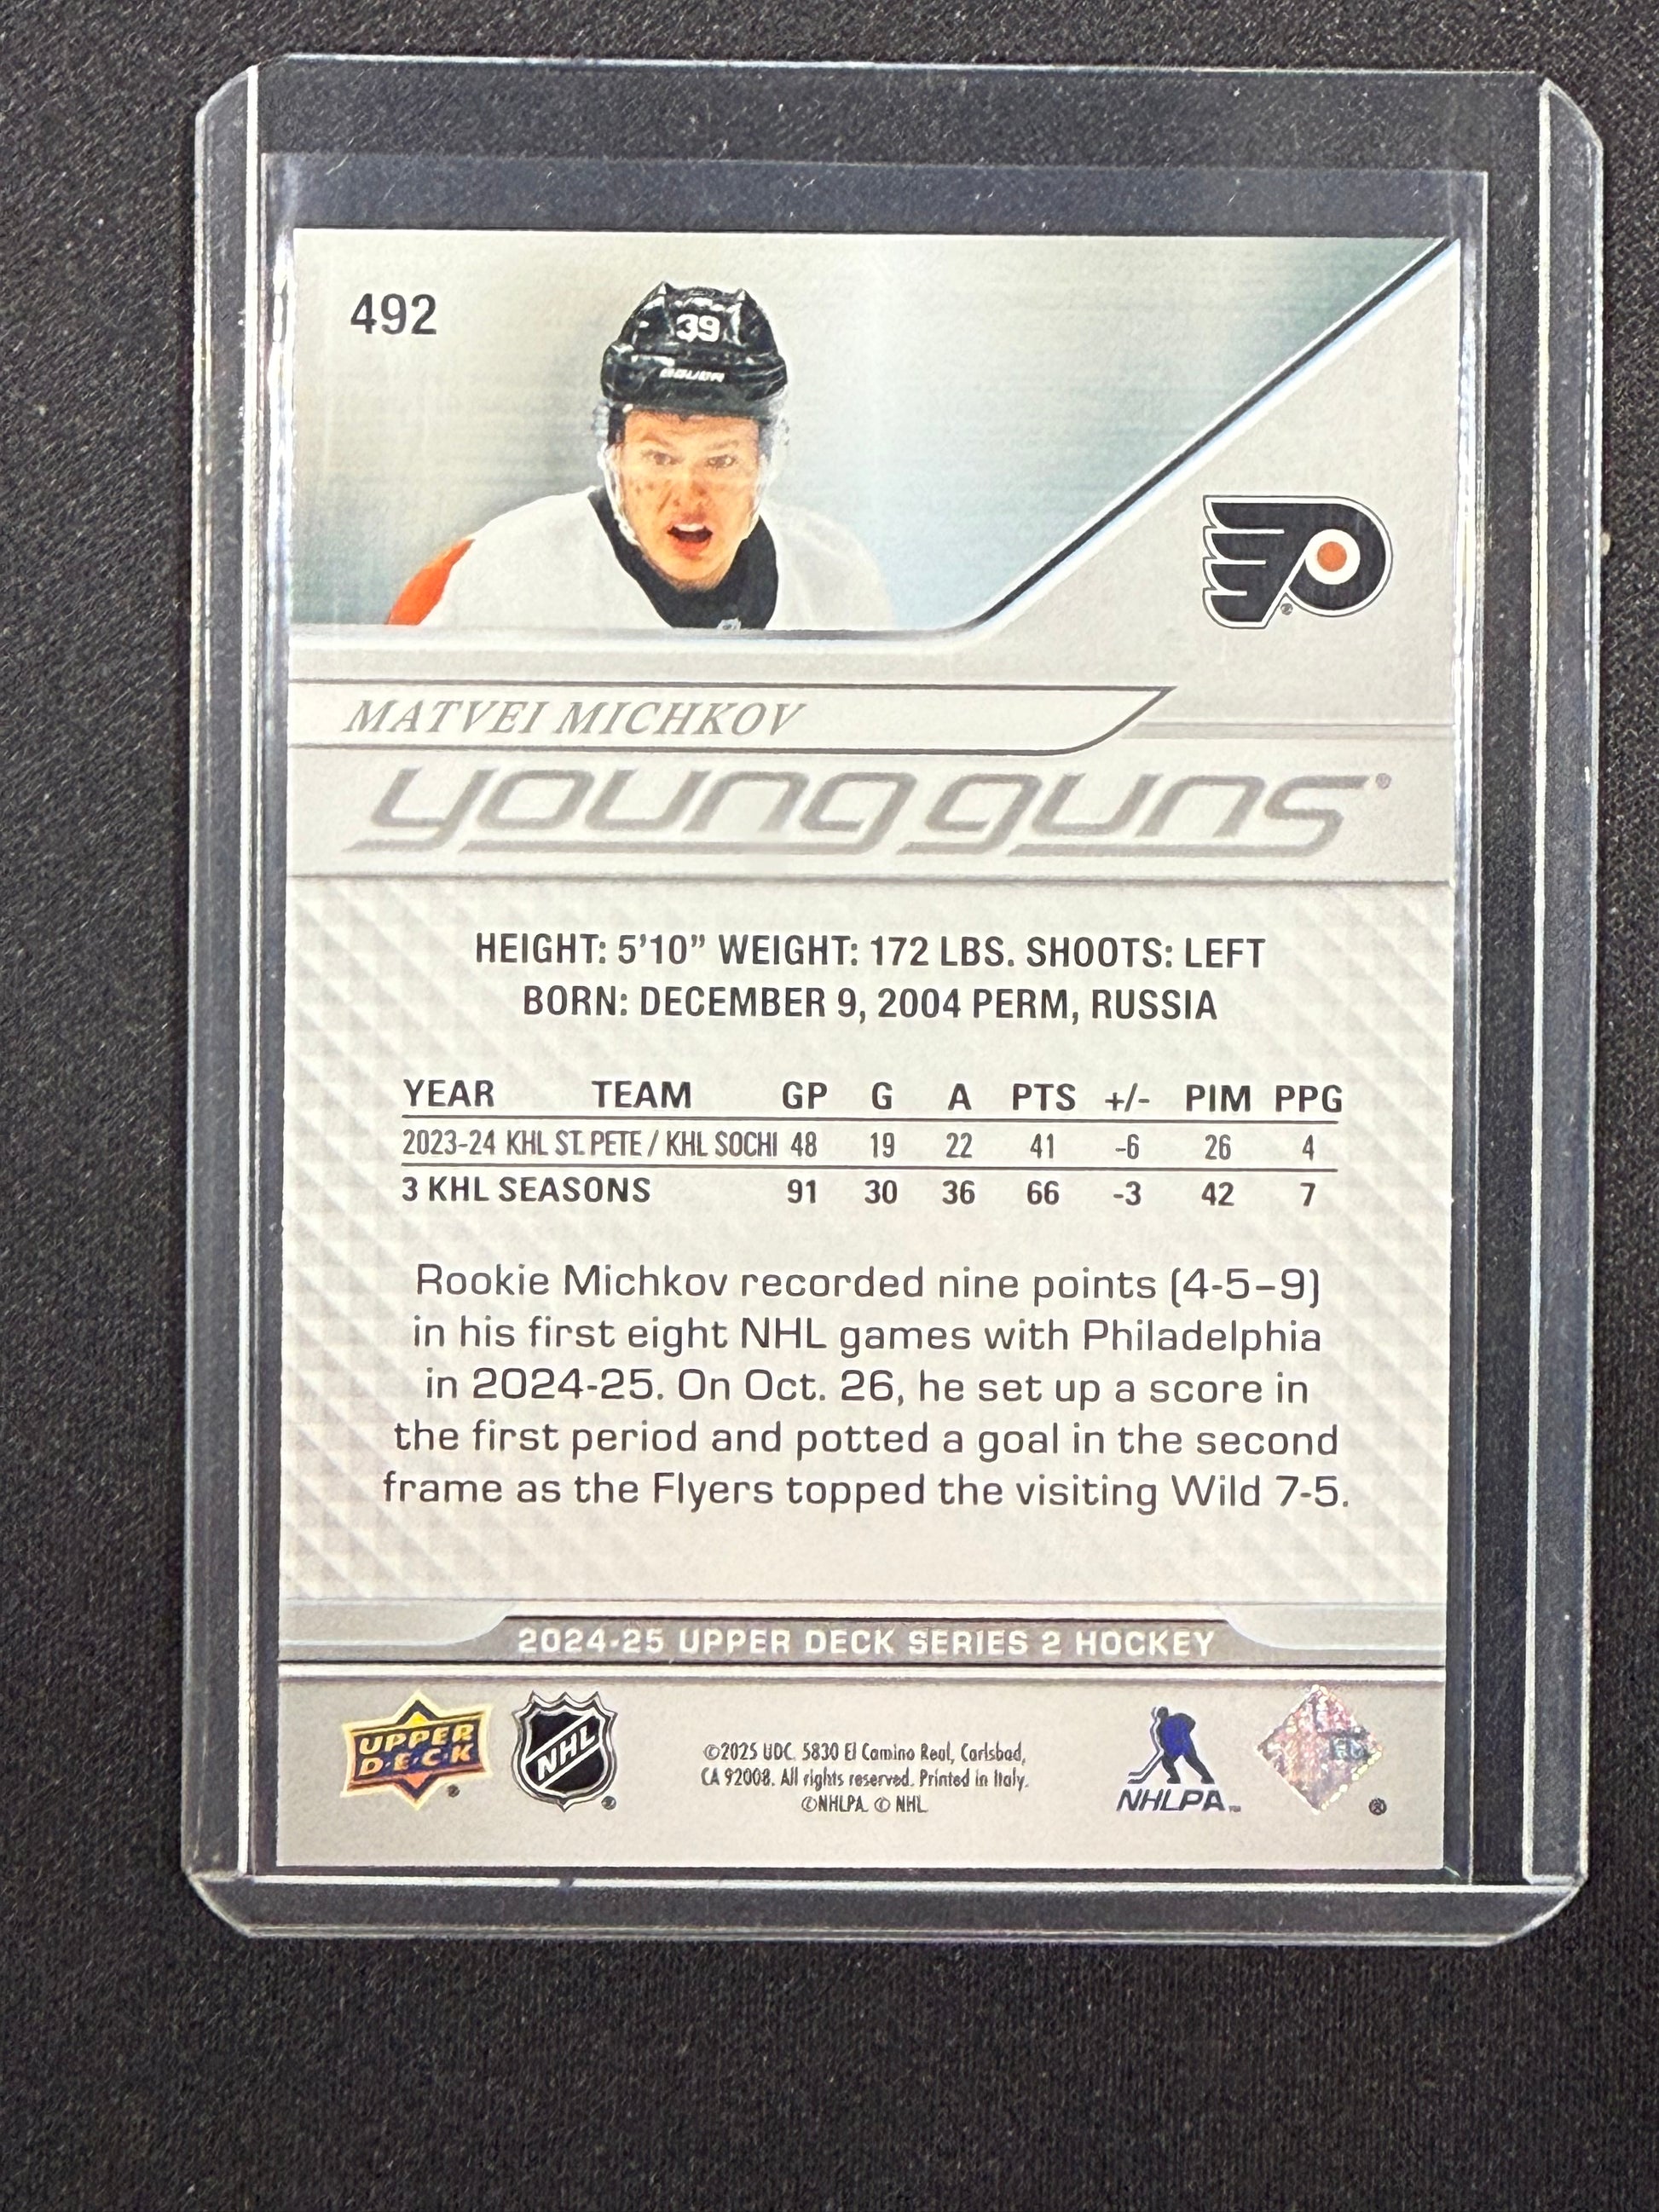 492
39
BAUER
MATVEI MICHKOV
young guns®
HEIGHT: 5'10" WEIGHT: 172 LBS. SHOOTS: LEFT
BORN: DECEMBER 9, 2004 PERM, RUSSIA
YEAR TEAM GP G A PTS +/- PIM PPG
2023-24 KHL ST. PETE / KHL SOCHI 48 19 22 41 -6 26 4
3 KHL SEASONS 91 30 36 66 -3 42 7
Rookie Michkov recorded nine points (4-5–9)
in his first eight NHL games with Philadelphia
in 2024-25. On Oct. 26, he set up a score in
the first period and potted a goal in the second
frame as the Flyers topped the visiting Wild 7-5.
2024-25 UPPER DECK SERIES 2 HOCKEY
UPPER
D·E·C·K
NHL
©2025 UDC. 5830 El Camino Real, Carlsbad,
CA 92008. All rights reserved. Printed in Italy.
©NHLPA. © NHL
NHLPA™